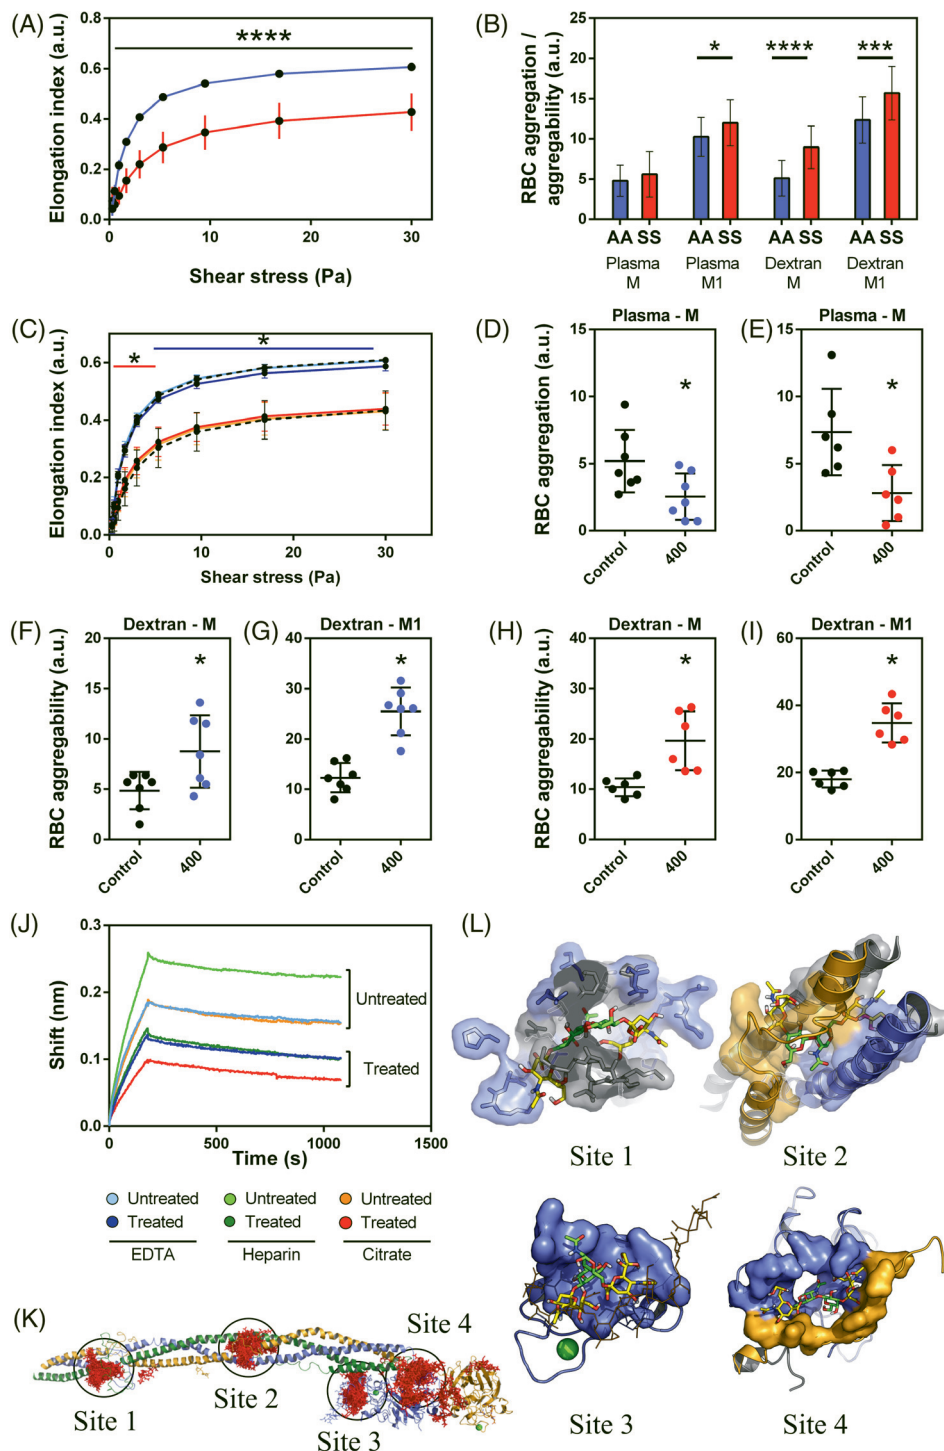 (A)
0.6
0.4
0.2
0.0
Elongation index (a.u.)
****
0 10 20 30
Shear stress (Pa)
(B)
25
20
15
10
5
0
RBC aggregation /
aggregability (a.u.)
* **** ***
AA SS AA SS AA SS AA SS
Plasma Plasma Dextran Dextran
M M1 M M1
(C)
0.6
0.4
0.2
0.0
Elongation index (a.u.)
* *
0 10 20 30
Shear stress (Pa)
(D)
Plasma - M
15
10
5
0
RBC aggregation (a.u.)
*
Control 400
(E)
Plasma - M
15
10
5
0
*
Control 400
(F)
Dextran - M
20
15
10
5
0
RBC aggregability (a.u.)
*
Control 400
(G)
Dextran - M1
40
30
20
10
0
*
Control 400
(H)
Dextran - M
40
30
20
10
0
RBC aggregability (a.u.)
*
Control 400
(I)
Dextran - M1
60
40
20
0
*
Control 400
(J)
0.3
0.2
0.1
0.0
Shift (nm)
Untreated
Treated
0 500 1000 1500
Time (s)
Untreated Untreated Untreated
Treated Treated Treated
EDTA Heparin Citrate
(K)
Site 1
Site 2
Site 3
Site 4
(L)
Site 1
Site 2
Site 3
Site 4